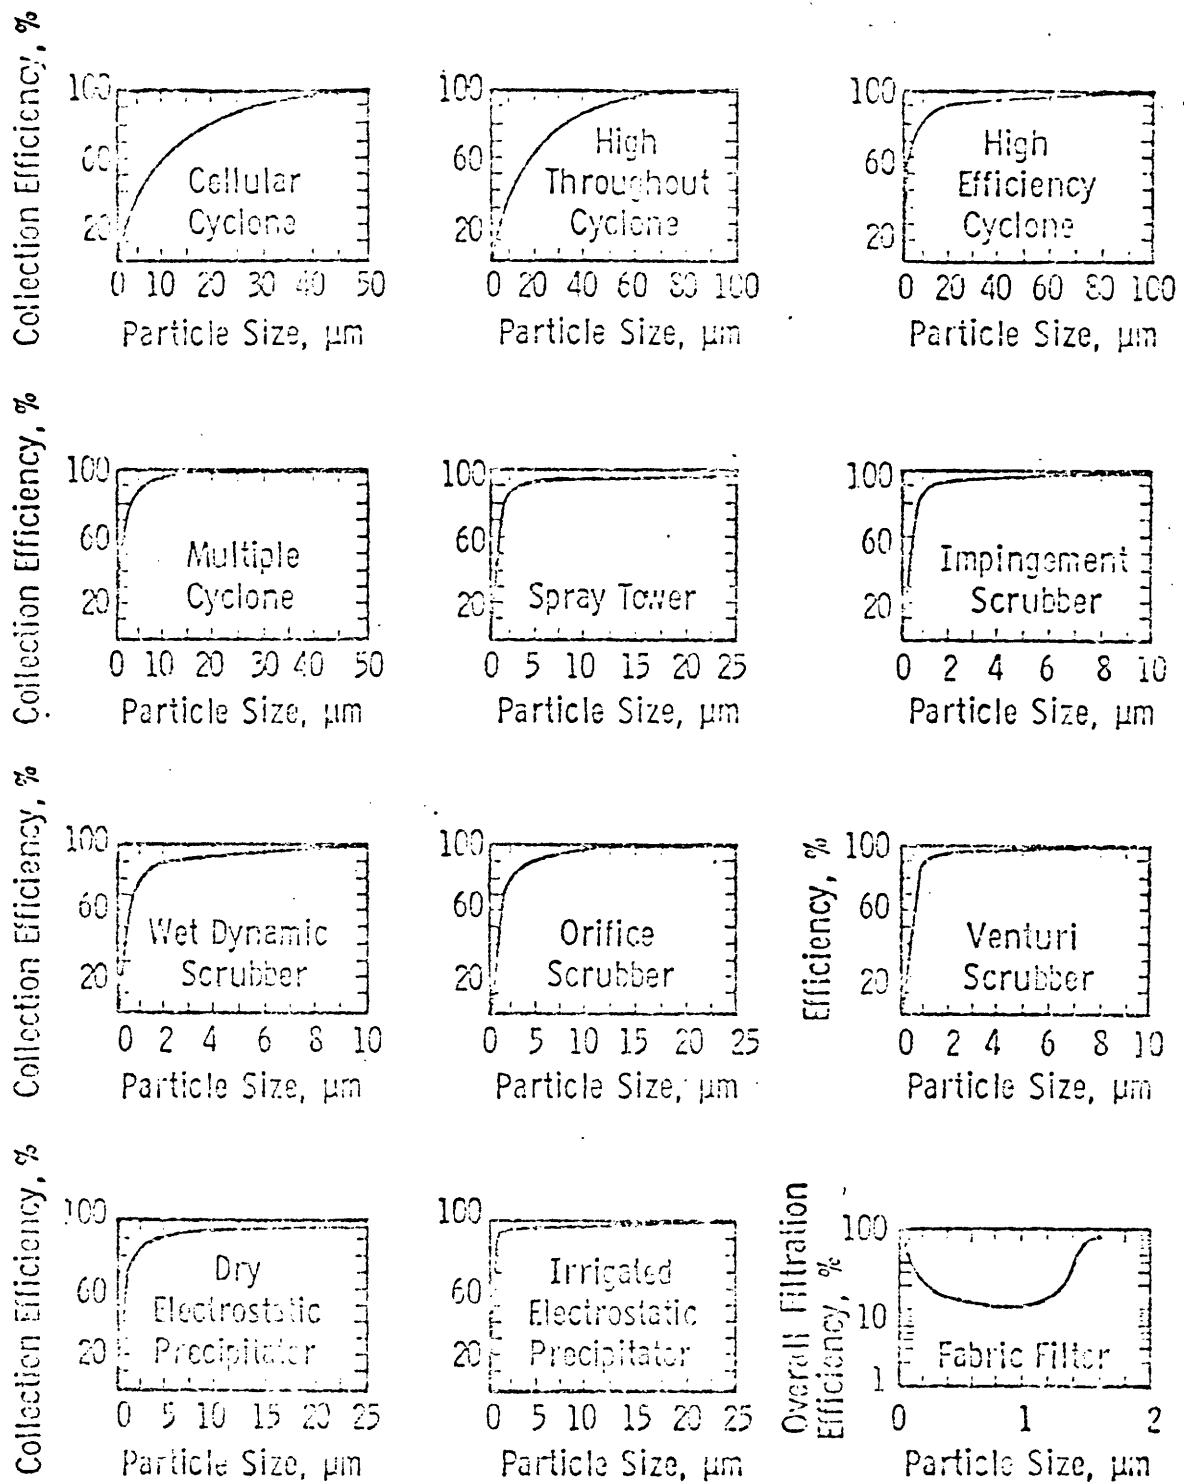 Collection Efficiency, %
100
60
20
Cellular
Cyclone
0 10 20 30 40 50
Particle Size, μm
100
60
20
High
Throughout
Cyclone
0 20 40 60 80 100
Particle Size, μm
100
60
20
High
Efficiency
Cyclone
0 20 40 60 80 100
Particle Size, μm
Collection Efficiency, %
100
60
20
Multiple
Cyclone
0 10 20 30 40 50
Particle Size, μm
100
60
20
Spray Tower
0 5 10 15 20 25
Particle Size, μm
100
60
20
Impingement
Scrubber
0 2 4 6 8 10
Particle Size, μm
Collection Efficiency, %
100
60
20
Wet Dynamic
Scrubber
0 2 4 6 8 10
Particle Size, μm
100
60
20
Orifice
Scrubber
0 5 10 15 20 25
Particle Size, μm
Efficiency, %
100
60
20
Venturi
Scrubber
0 2 4 6 8 10
Particle Size, μm
Collection Efficiency, %
100
60
20
Dry
Electrostatic
Precipitator
0 5 10 15 20 25
Particle Size, μm
100
60
20
Irrigated
Electrostatic
Precipitator
0 5 10 15 20 25
Particle Size, μm
Overall Filtration
Efficiency, %
100
10
1
Fabric Filter
0 1 2
Particle Size, μm